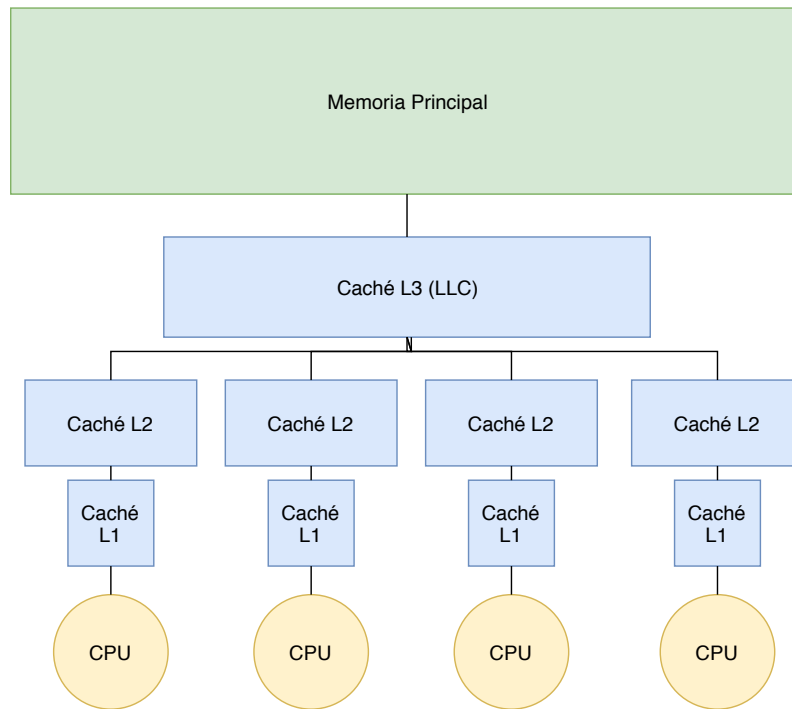 Memoria Principal
Caché L3 (LLC)
Caché L2
Caché L2
Caché L2
Caché L2
Caché
L1
Caché
L1
Caché
L1
Caché
L1
CPU
CPU
CPU
CPU